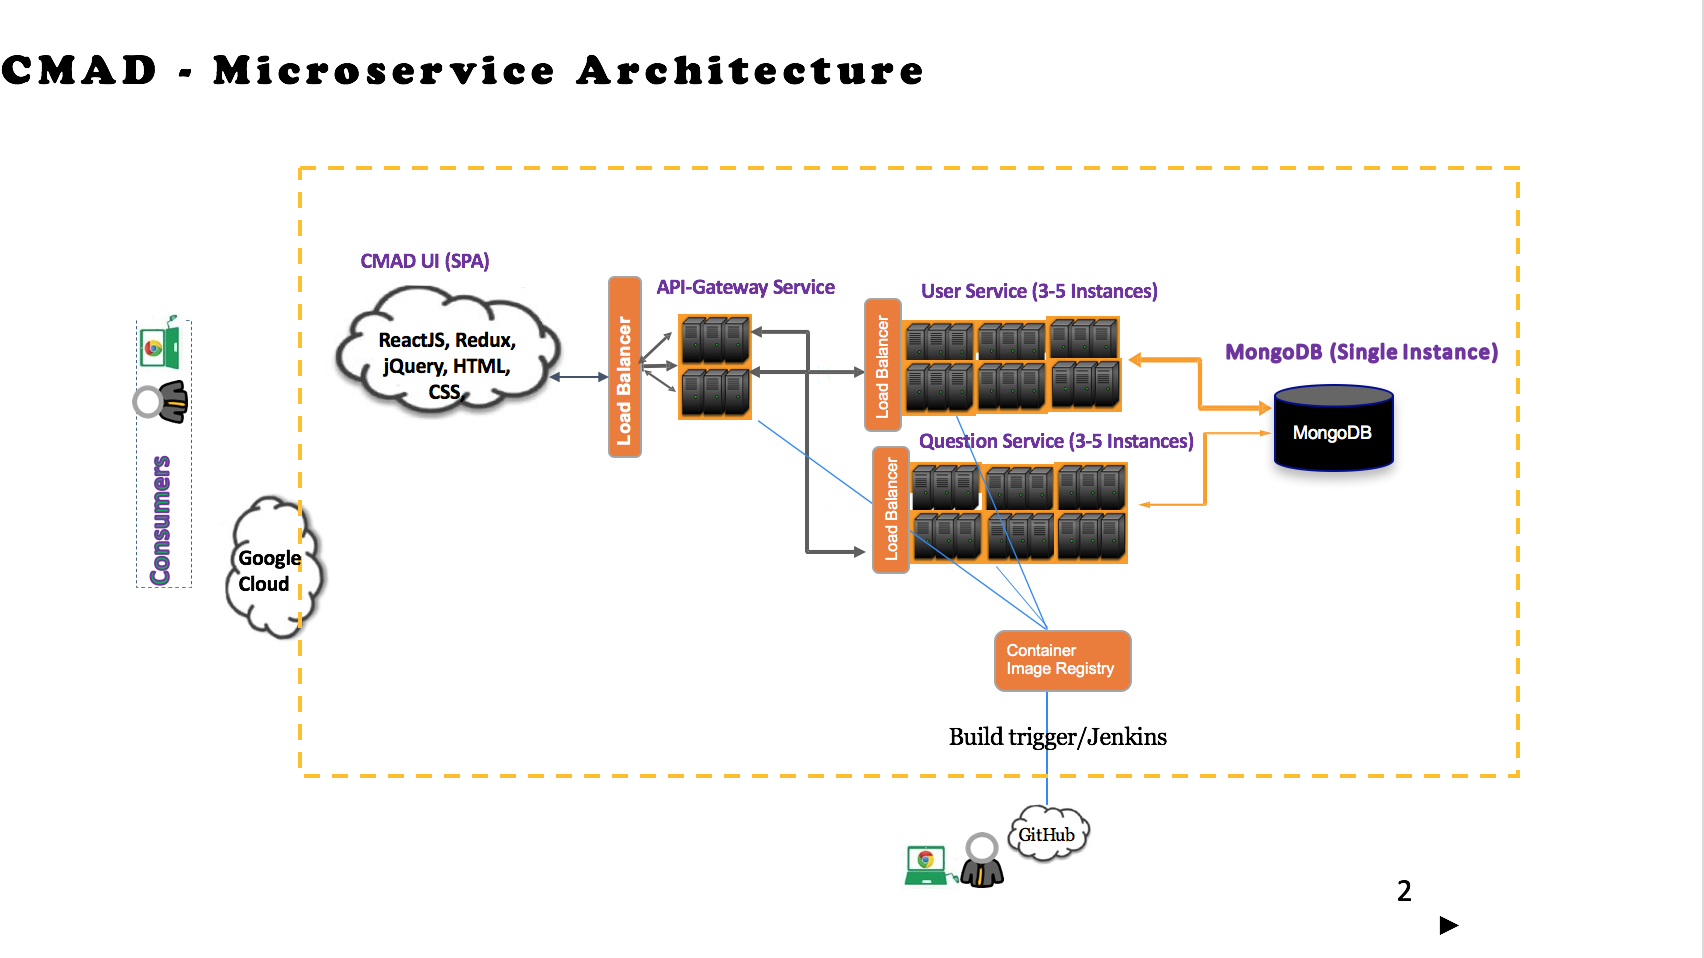 CMAD - Microservice Architecture
CMAD UI (SPA)
ReactJS, Redux,
jQuery, HTML,
CSS,
Load Balancer
API-Gateway Service
User Service (3-5 Instances)
Load Balancer
MongoDB (Single Instance)
MongoDB
Question Service (3-5 Instances)
Load Balancer
Consumers
Google
Cloud
Container
Image Registry
Build trigger/Jenkins
GitHub
2